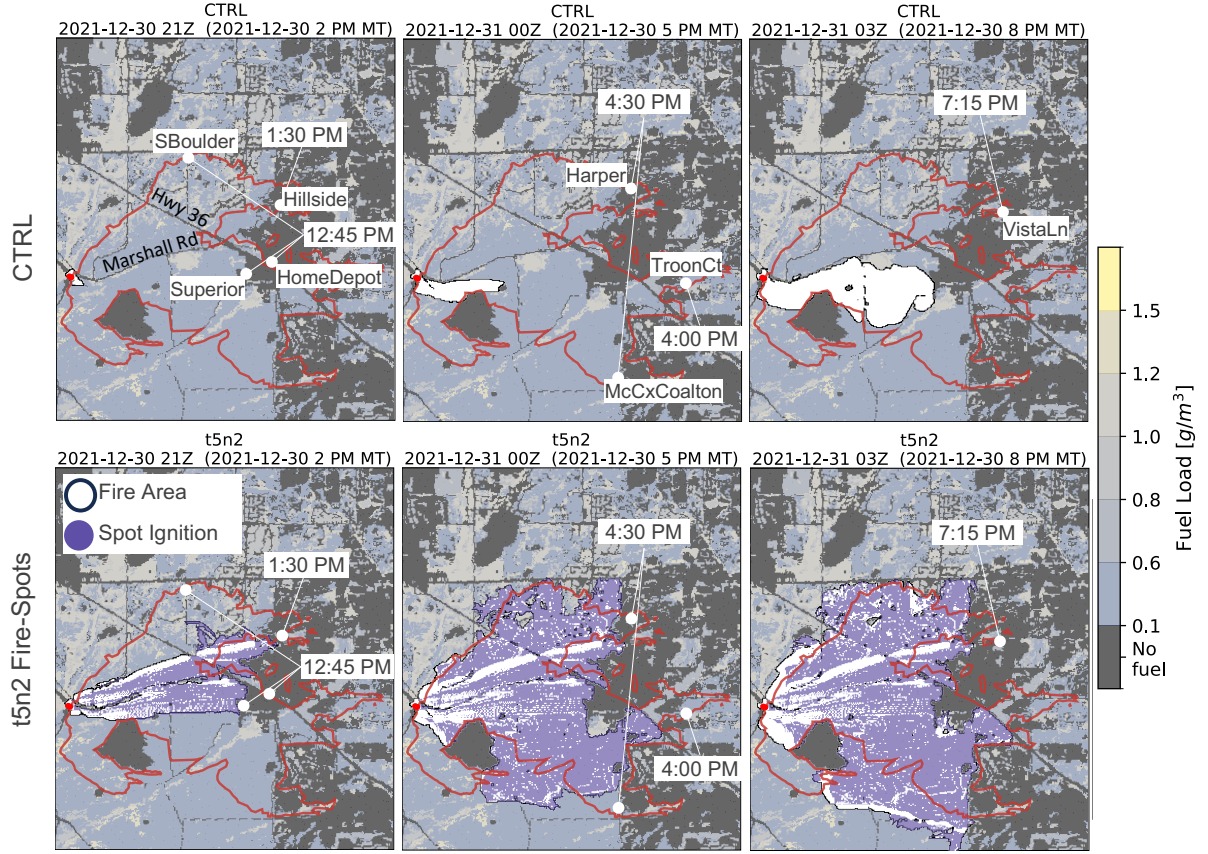 CTRL
2021-12-30 21Z (2021-12-30 2 PM MT)
CTRL
2021-12-31 00Z (2021-12-30 5 PM MT)
CTRL
2021-12-31 03Z (2021-12-30 8 PM MT)
CTRL
SBoulder
1:30 PM
Hwy 36
Hillside
Marshall Rd
12:45 PM
Superior
HomeDepot
4:30 PM
Harper
TroonCt
4:00 PM
McCxCoalton
7:15 PM
VistaLn
t5n2
2021-12-30 21Z (2021-12-30 2 PM MT)
t5n2
2021-12-31 00Z (2021-12-30 5 PM MT)
t5n2
2021-12-31 03Z (2021-12-30 8 PM MT)
t5n2 Fire-Spots
Fire Area
Spot Ignition
1:30 PM
12:45 PM
4:30 PM
4:00 PM
7:15 PM
1.5
1.2
1.0
0.8
0.6
0.1
No
fuel
Fuel Load [g/m³]